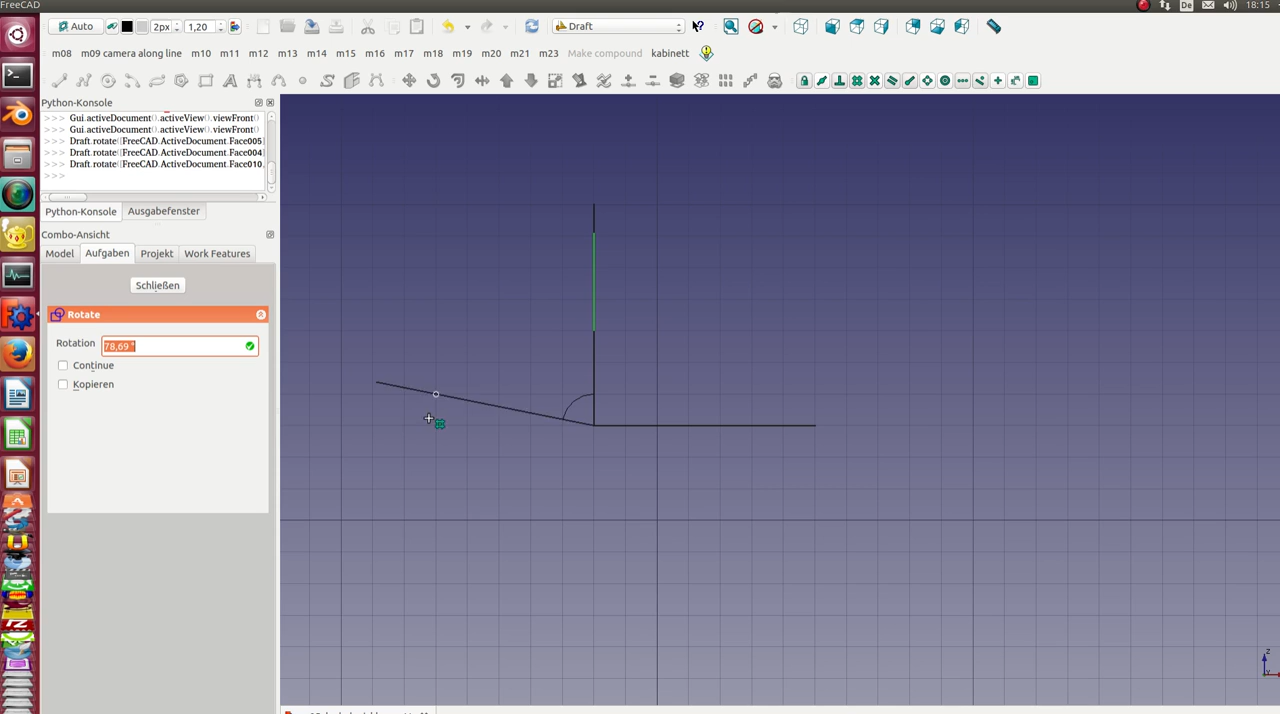 FreeCAD
De
18:15
Auto
2px
1,20
Draft
m08 m09 camera along line m10 m11 m12 m13 m14 m15 m16 m17 m18 m19 m20 m21 m23 Make compound kabinett
Python-Konsole
>>> Gui.activeDocument().activeView().viewFront()
>>> Gui.activeDocument().activeView().viewFront()
>>> Draft.rotate([FreeCAD.ActiveDocument.Face005
>>> Draft.rotate([FreeCAD.ActiveDocument.Face004
>>> Draft.rotate([FreeCAD.ActiveDocument.Face010,
>>>
Python-Konsole Ausgabefenster
Combo-Ansicht
Model Aufgaben Projekt Work Features
Schließen
Rotate
Rotation 78,69 °
Continue
Kopieren
z